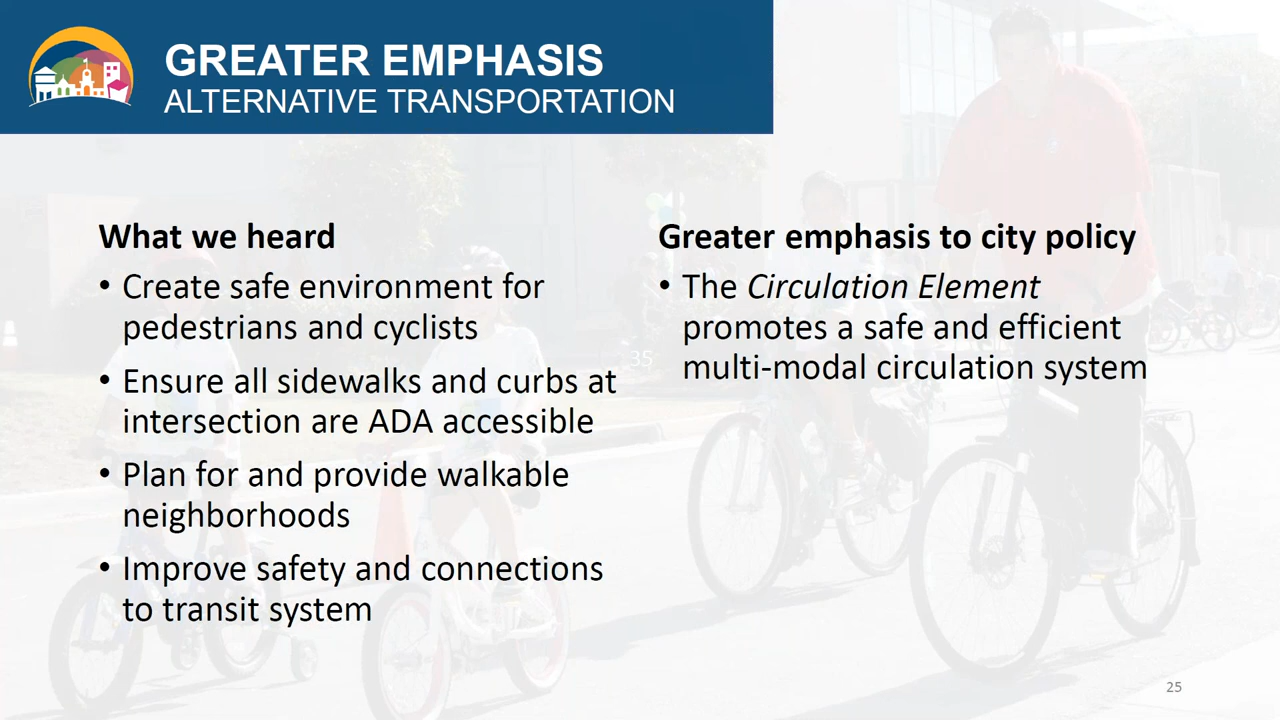 GREATER EMPHASIS
ALTERNATIVE TRANSPORTATION
What we heard
• Create safe environment for
pedestrians and cyclists
• Ensure all sidewalks and curbs at
intersection are ADA accessible
• Plan for and provide walkable
neighborhoods
• Improve safety and connections
to transit system
Greater emphasis to city policy
• The Circulation Element
promotes a safe and efficient
multi-modal circulation system
35
25